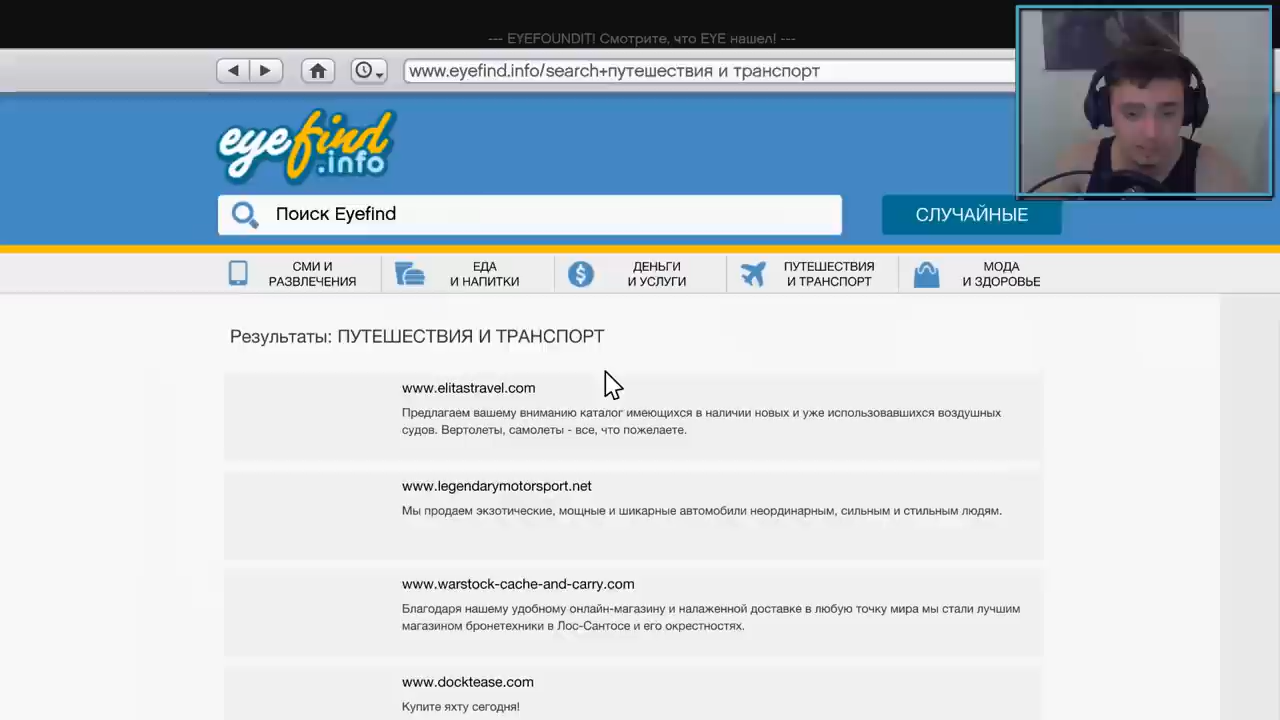 --- EYEFOUNDIT! Смотрите, что EYE нашел! ---
www.eyefind.info/search+путешествия и транспорт
eyefind
.info
Поиск Eyefind
СЛУЧАЙНЫЕ
СМИ И
РАЗВЛЕЧЕНИЯ
ЕДА
И НАПИТКИ
ДЕНЬГИ
И УСЛУГИ
ПУТЕШЕСТВИЯ
И ТРАНСПОРТ
МОДА
И ЗДОРОВЬЕ
Результаты: ПУТЕШЕСТВИЯ И ТРАНСПОРТ
www.elitastravel.com
Предлагаем вашему вниманию каталог имеющихся в наличии новых и уже использовавшихся воздушных
судов. Вертолеты, самолеты - все, что пожелаете.
www.legendarymotorsport.net
Мы продаем экзотические, мощные и шикарные автомобили неординарным, сильным и стильным людям.
www.warstock-cache-and-carry.com
Благодаря нашему удобному онлайн-магазину и налаженной доставке в любую точку мира мы стали лучшим
магазином бронетехники в Лос-Сантосе и его окрестностях.
www.docktease.com
Купите яхту сегодня!